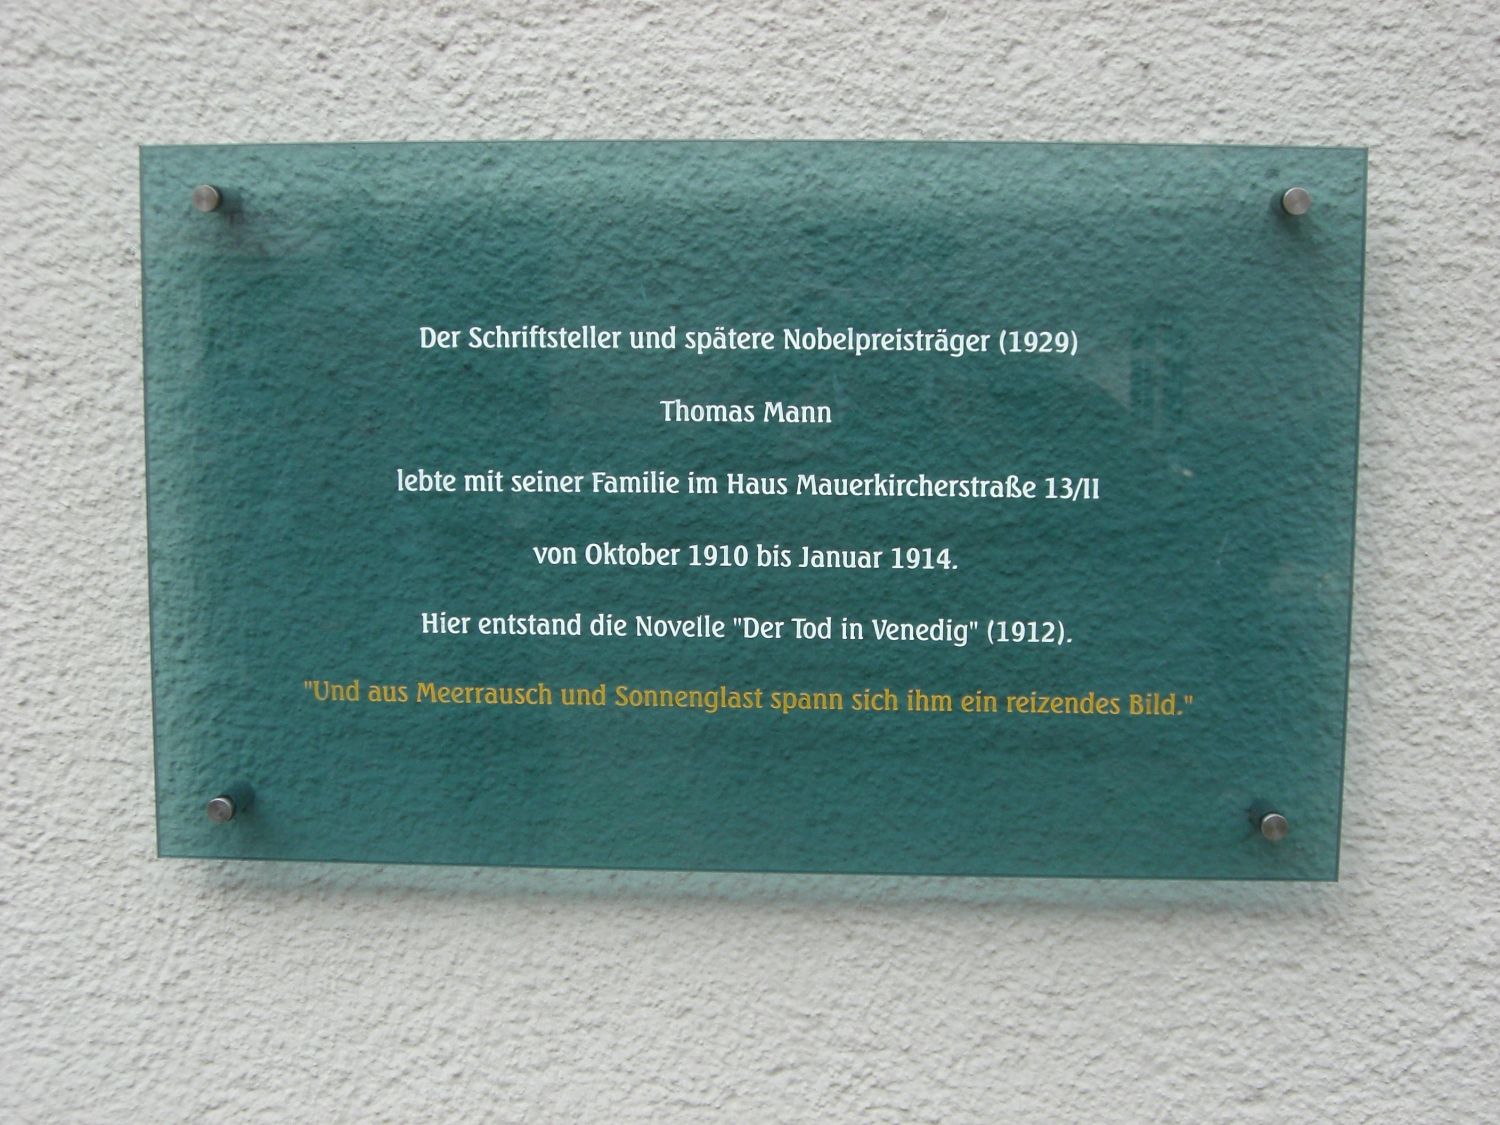 Der Schriftsteller und spätere Nobelpreisträger (1929)
Thomas Mann
lebte mit seiner Familie im Haus Mauerkircherstraße 13/II
von Oktober 1910 bis Januar 1914.
Hier entstand die Novelle "Der Tod in Venedig" (1912).
"Und aus Meerrausch und Sonnenglast spann sich ihm ein reizendes Bild."